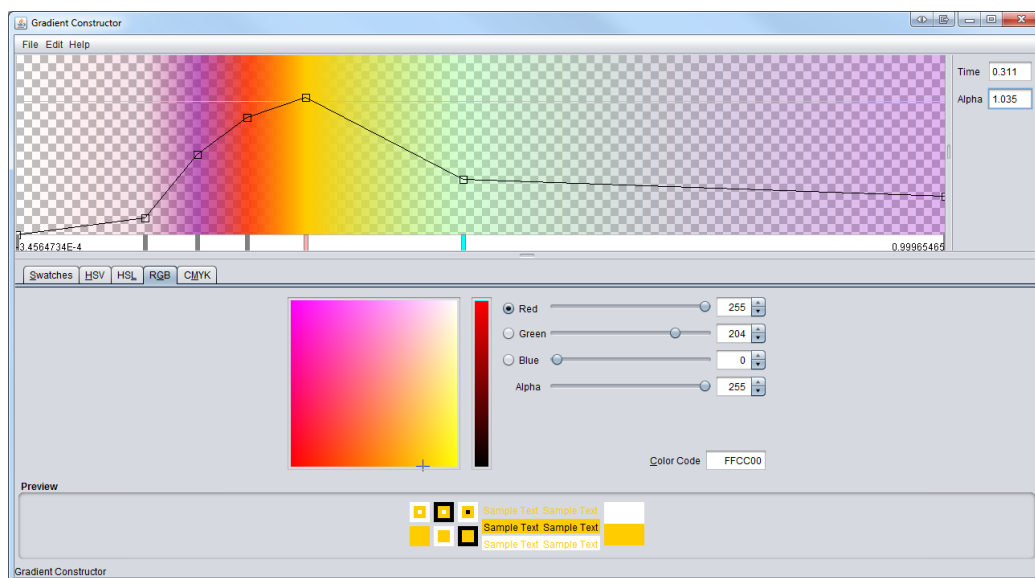 Gradient Constructor
File Edit Help
Time 0.311
Alpha 1.035
-3.4564734E-4 0.99965465
Swatches HSV HSL RGB CMYK
Red 255
Green 204
Blue 0
Alpha 255
Color Code FFCC00
Preview
Sample Text Sample Text
Sample Text Sample Text
Sample Text Sample Text
Gradient Constructor